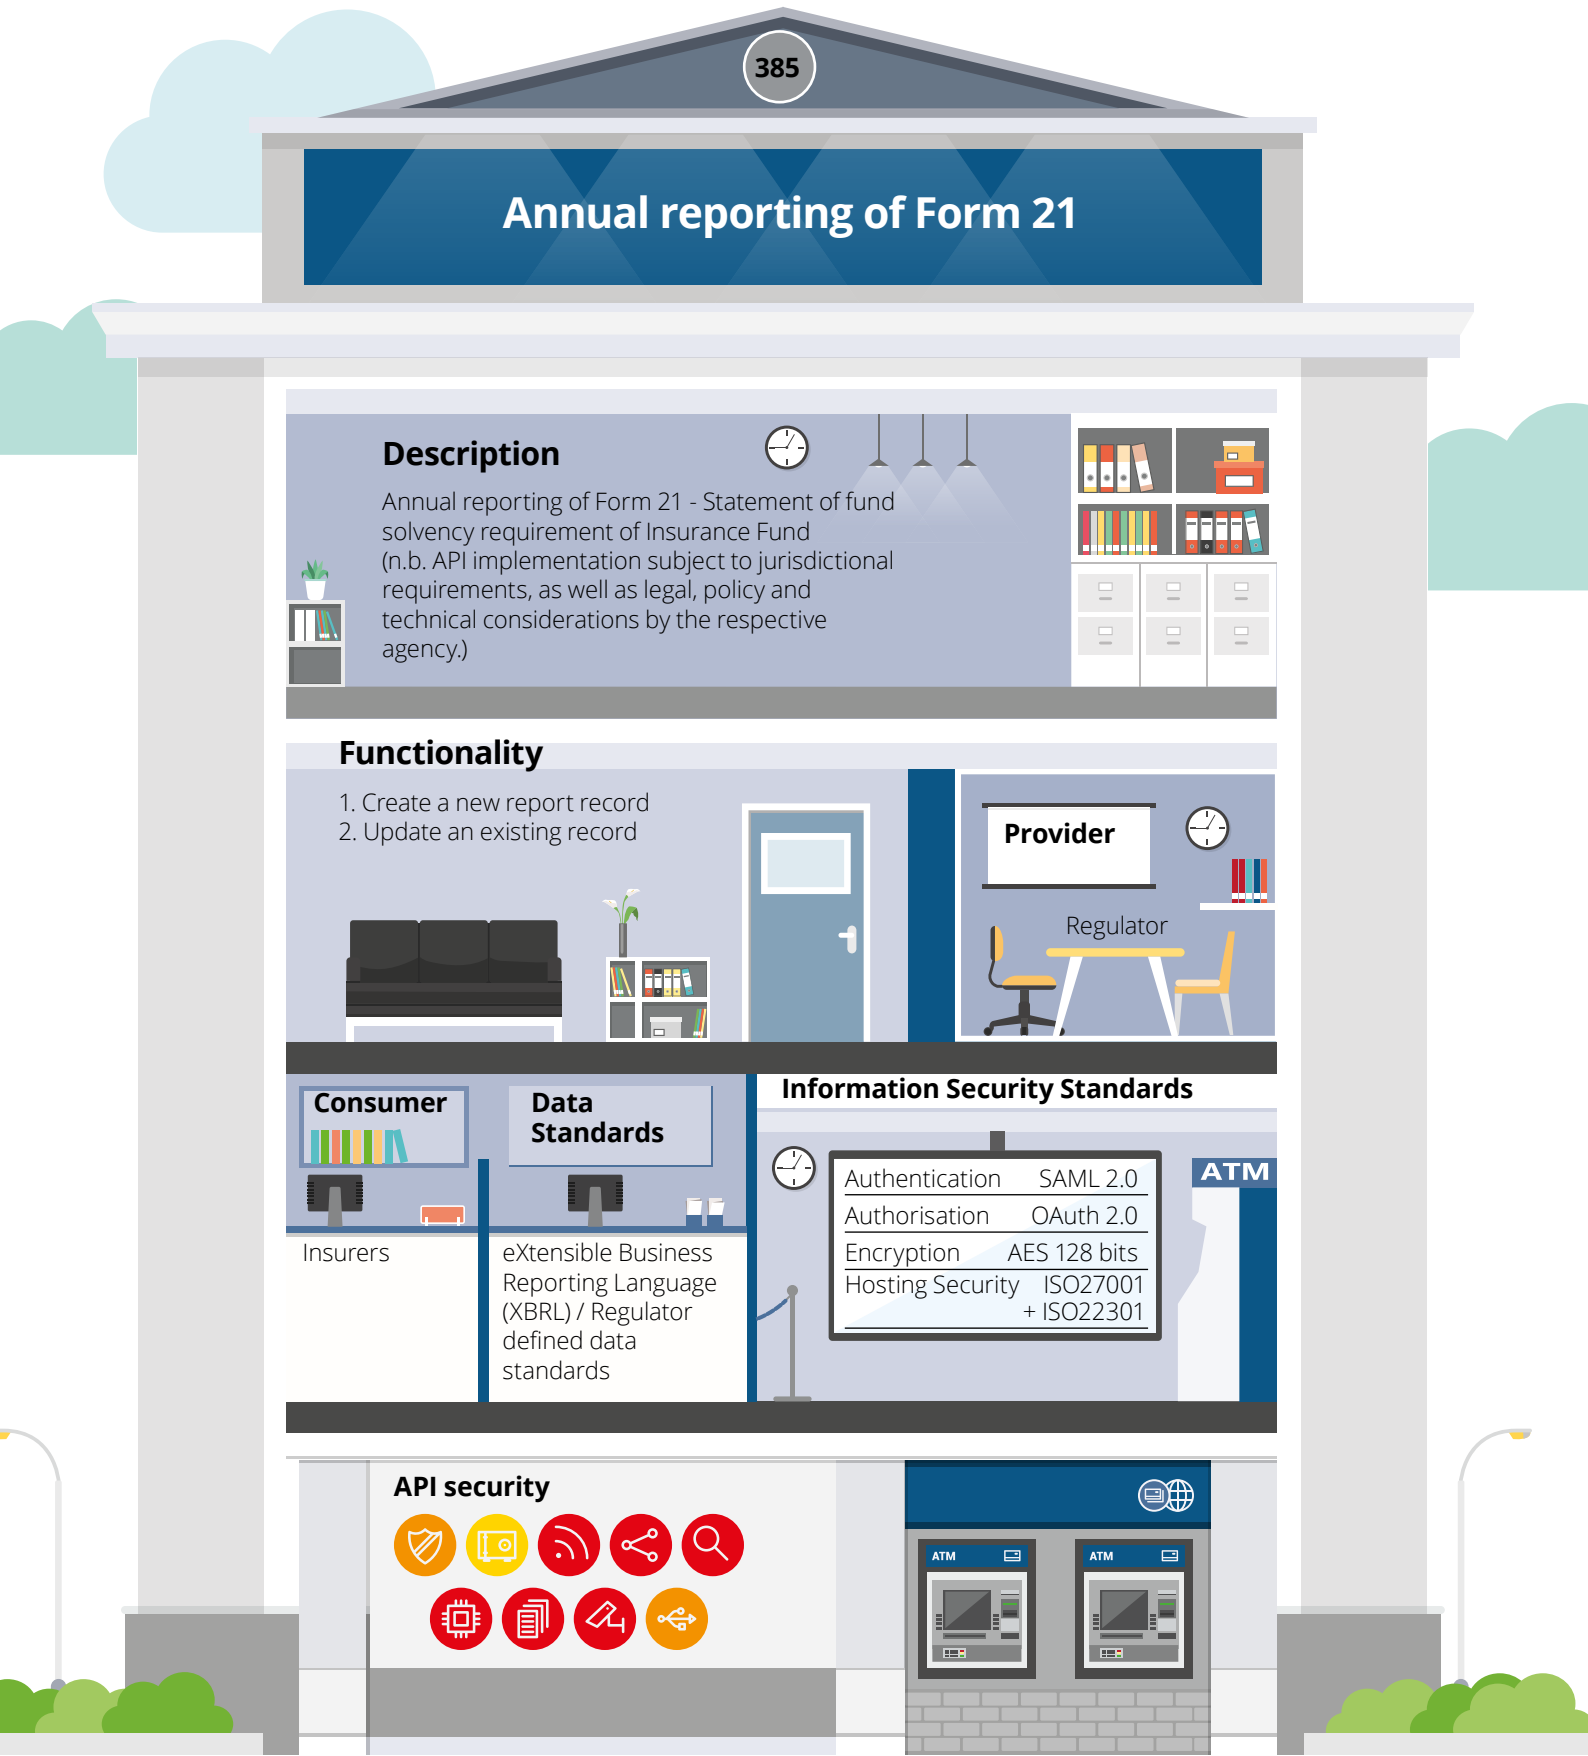 385
Annual reporting of Form 21
Description
Annual reporting of Form 21 - Statement of fund
solvency requirement of Insurance Fund
(n.b. API implementation subject to jurisdictional
requirements, as well as legal, policy and
technical considerations by the respective
agency.)
Functionality
1. Create a new report record
2. Update an existing record
Provider
Regulator
Consumer
Insurers
Data
Standards
eXtensible Business
Reporting Language
(XBRL) / Regulator
defined data
standards
Information Security Standards
Authentication SAML 2.0
Authorisation OAuth 2.0
Encryption AES 128 bits
Hosting Security ISO27001
+ ISO22301
ATM
API security
ATM
ATM